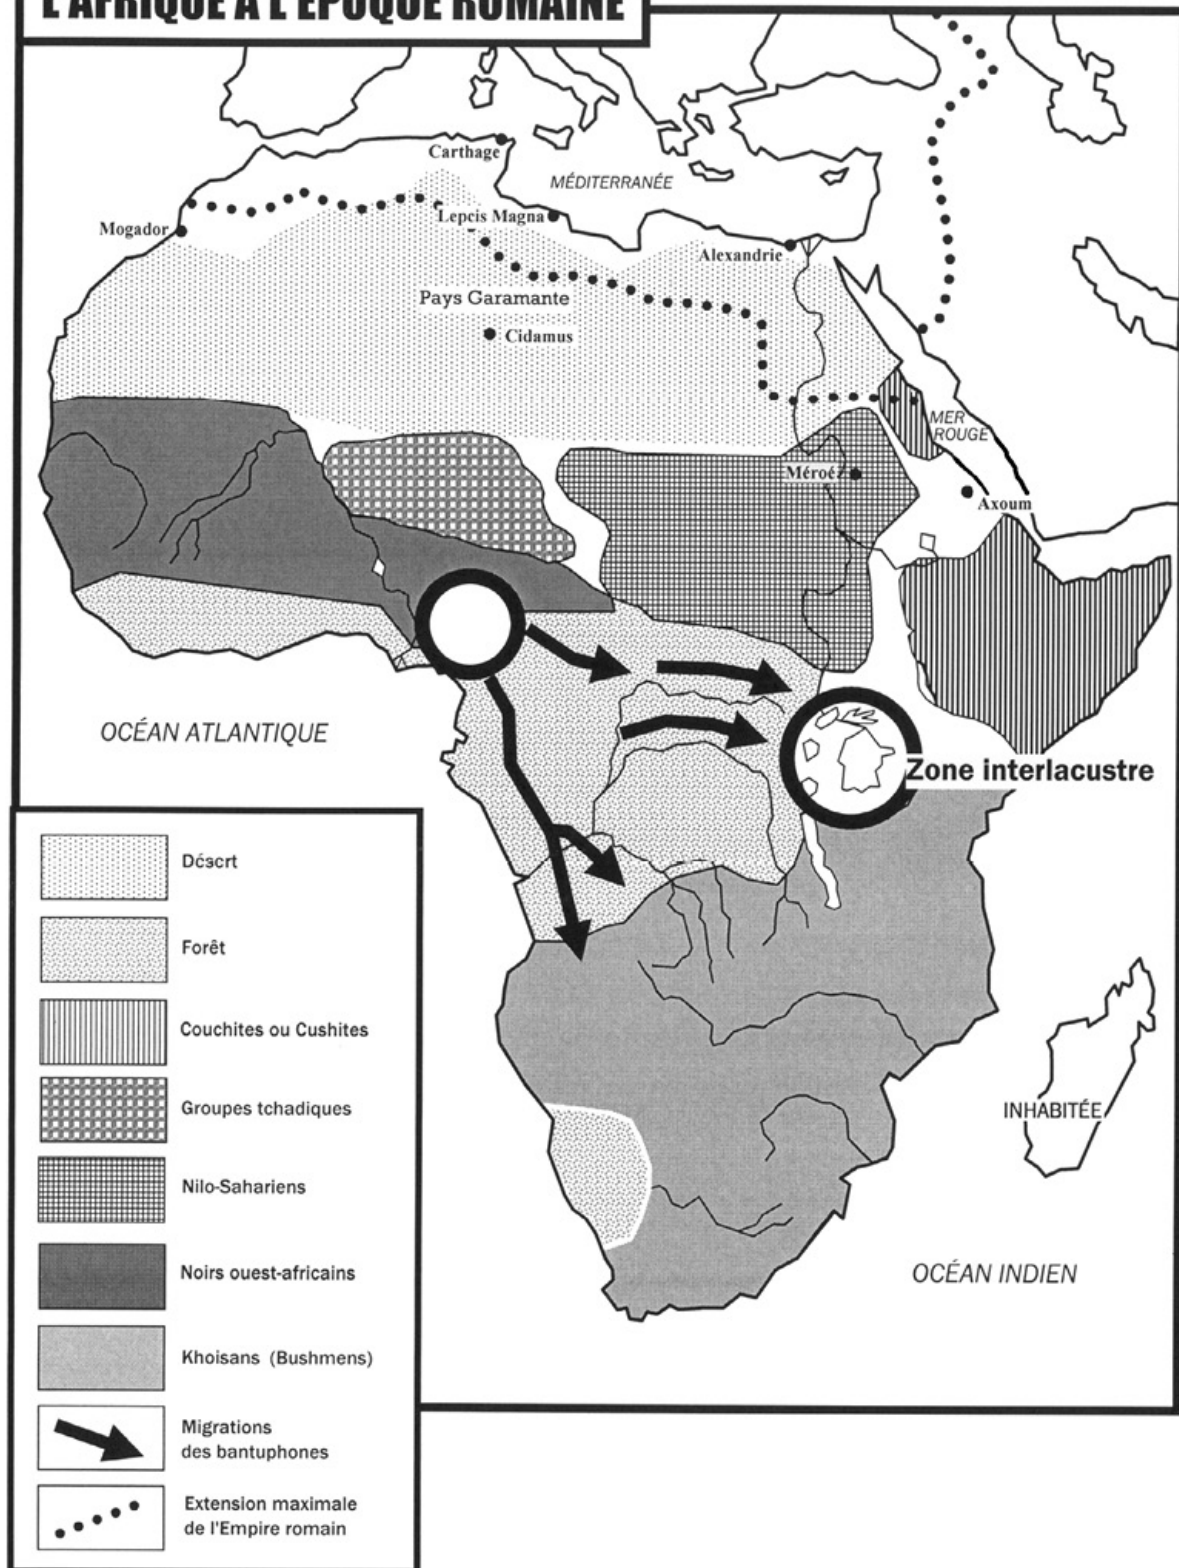 L'AFRIQUE À L'ÉPOQUE ROMAINE
Carthage
MÉDITERRANÉE
Mogador
Lepcis Magna
Alexandrie
Pays Garamante
Cidamus
MER
ROUGE
Méroé
Axoum
OCÉAN ATLANTIQUE
Zone interlacustre
Désert
Forêt
Couchites ou Cushites
Groupes tchadiques
INHABITÉE
Nilo-Sahariens
Noirs ouest-africains
OCÉAN INDIEN
Khoisans (Bushmens)
Migrations
des bantuphones
Extension maximale
de l'Empire romain